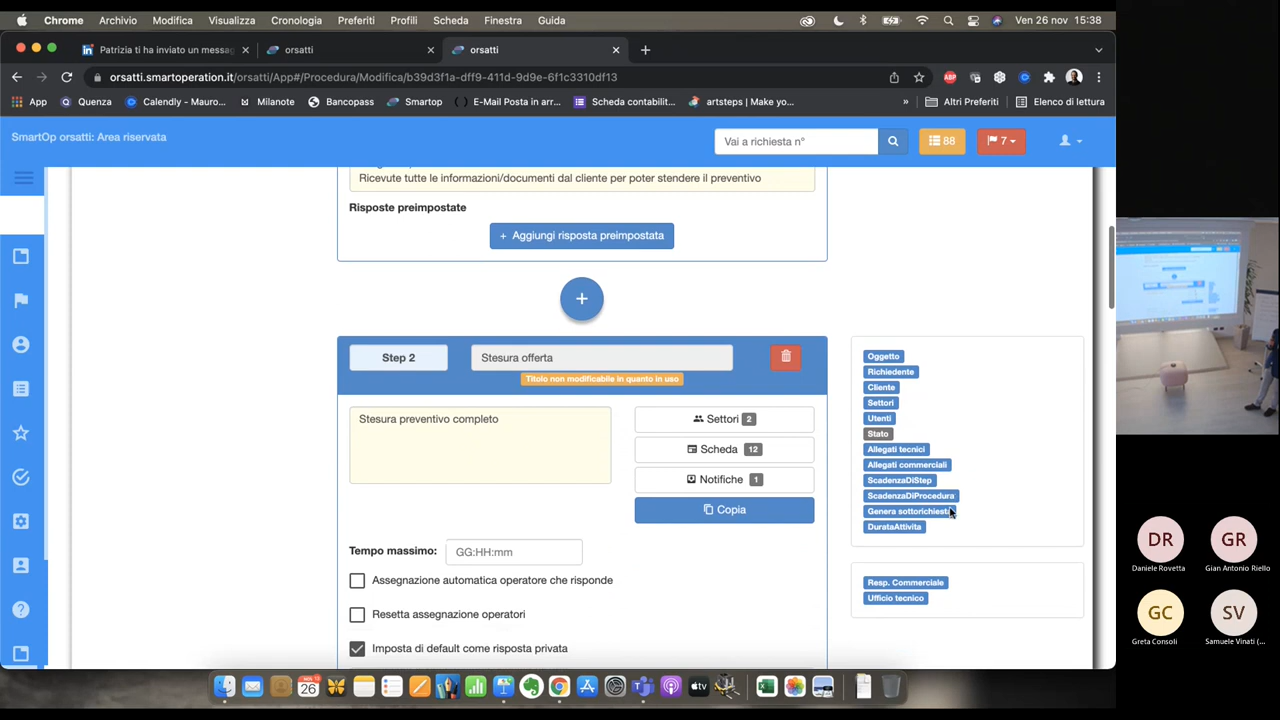 Chrome Archivio Modifica Visualizza Cronologia Preferiti Profili Scheda Finestra Guida Ven 26 nov 15:38
Patrizia ti ha inviato un messag
orsatti
orsatti
orsatti.smartoperation.it/orsatti/App#/Procedura/Modifica/b39d3f1a-dff9-411d-9d9e-6f1c3310df13
App Quenza Calendly - Mauro... Milanote Bancopass Smartop E-Mail Posta in arr... Scheda contabilit... artsteps | Make yo... » Altri Preferiti Elenco di lettura
SmartOp orsatti: Area riservata
Vai a richiesta n°
88
7
Ricevute tutte le informazioni/documenti dal cliente per poter stendere il preventivo
Risposte preimpostate
+ Aggiungi risposta preimpostata
+
Step 2
Stesura offerta
Titolo non modificabile in quanto in uso
Stesura preventivo completo
Settori 2
Scheda 12
Notifiche 1
Copia
Tempo massimo: GG:HH:mm
Assegnazione automatica operatore che risponde
Resetta assegnazione operatori
Imposta di default come risposta privata
Oggetto
Richiedente
Cliente
Settori
Utenti
Stato
Allegati tecnici
Allegati commerciali
ScadenzaDiStep
ScadenzaDiProcedura
Genera sottorichiesta
DurataAttivita
Resp. Commerciale
Ufficio tecnico
DR
Daniele Rovetta
GR
Gian Antonio Riello
GC
Greta Consoli
SV
Samuele Vinati (...
NOV
26
tv